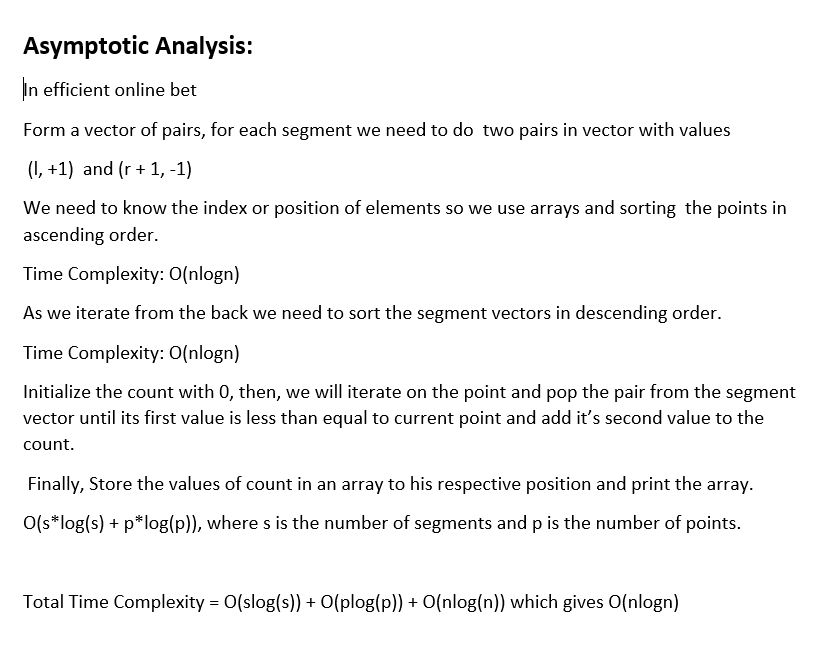 Asymptotic Analysis:
In efficient online bet
Form a vector of pairs, for each segment we need to do  two pairs in vector with values
(l, +1)  and (r + 1, -1)
We need to know the index or position of elements so we use arrays and sorting  the points in
ascending order.
Time Complexity: O(nlogn)
As we iterate from the back we need to sort the segment vectors in descending order.
Time Complexity: O(nlogn)
Initialize the count with 0, then, we will iterate on the point and pop the pair from the segment
vector until its first value is less than equal to current point and add it’s second value to the
count.
Finally, Store the values of count in an array to his respective position and print the array.
O(s*log(s) + p*log(p)), where s is the number of segments and p is the number of points.
Total Time Complexity = O(slog(s)) + O(plog(p)) + O(nlog(n)) which gives O(nlogn)